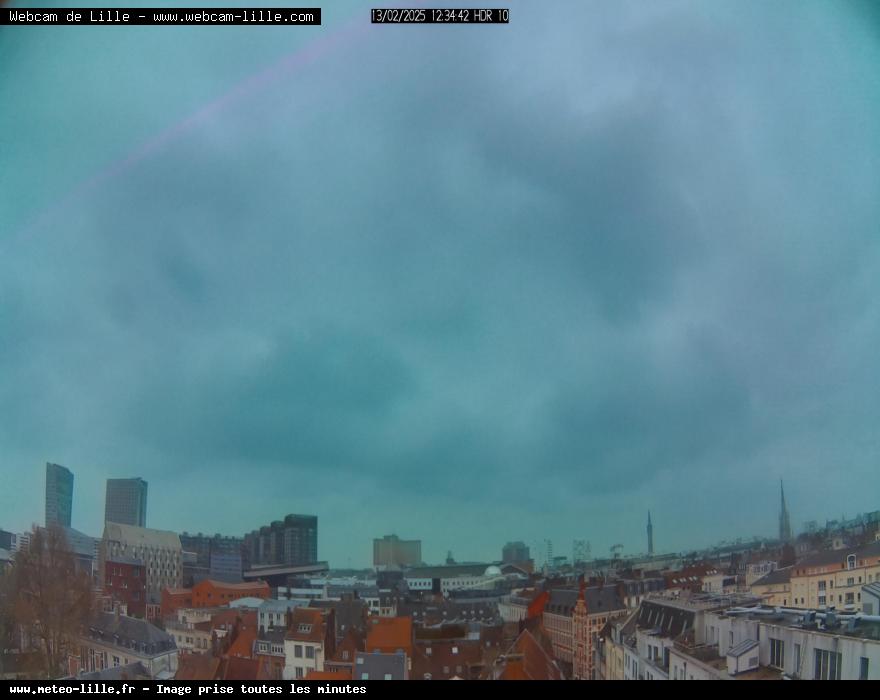 Webcam de Lille - www.webcam-lille.com
13/02/2025 12:34:42 HDR 10
www.meteo-lille.fr - Image prise toutes les minutes